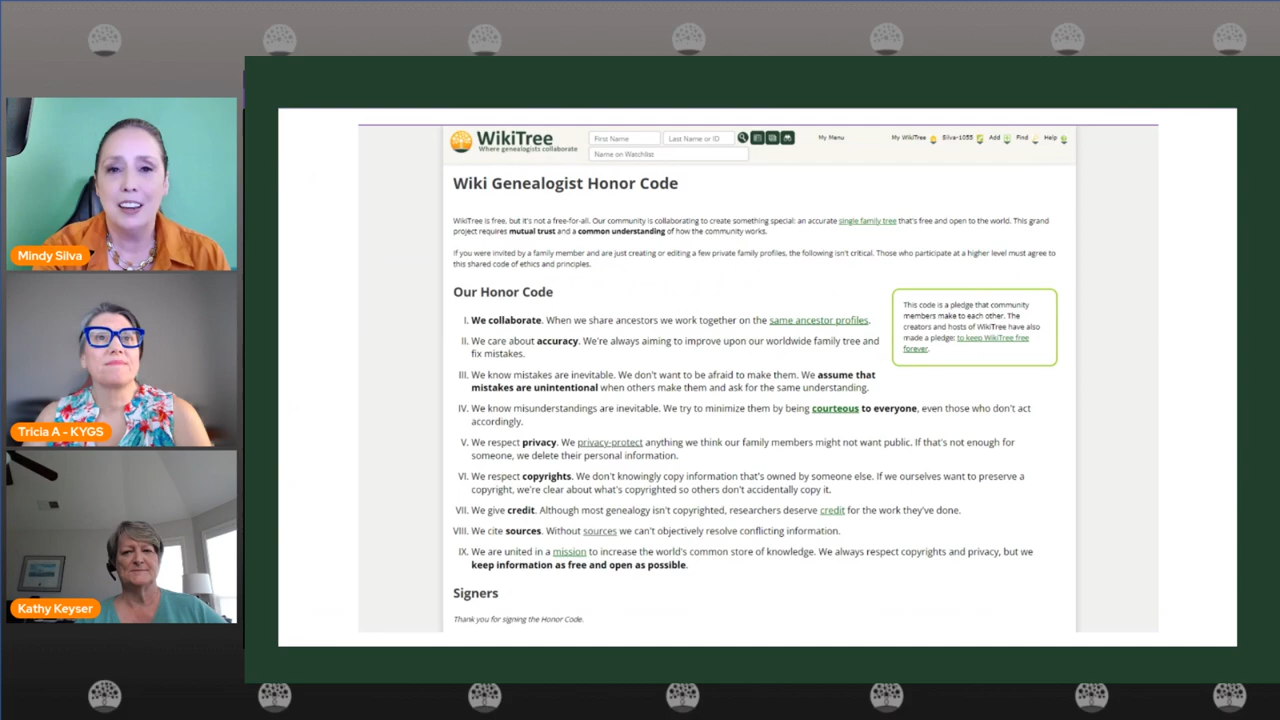 Mindy Silva
Tricia A - KYGS
Kathy Keyser
WikiTree
Where genealogists collaborate
First Name
Last Name or ID
Name on Watchlist
My Menu
My WikiTree
Silva-1055
Add
Find
Help
Wiki Genealogist Honor Code
WikiTree is free, but it's not a free-for-all. Our community is collaborating to create something special: an accurate single family tree that's free and open to the world. This grand
project requires mutual trust and a common understanding of how the community works.
If you were invited by a family member and are just creating or editing a few private family profiles, the following isn't critical. Those who participate at a higher level must agree to
this shared code of ethics and principles.
Our Honor Code
I. We collaborate. When we share ancestors we work together on the same ancestor profiles.
II. We care about accuracy. We're always aiming to improve upon our worldwide family tree and
fix mistakes.
III. We know mistakes are inevitable. We don't want to be afraid to make them. We assume that
mistakes are unintentional when others make them and ask for the same understanding.
IV. We know misunderstandings are inevitable. We try to minimize them by being courteous to everyone, even those who don't act
accordingly.
V. We respect privacy. We privacy-protect anything we think our family members might not want public. If that's not enough for
someone, we delete their personal information.
VI. We respect copyrights. We don't knowingly copy information that's owned by someone else. If we ourselves want to preserve a
copyright, we're clear about what's copyrighted so others don't accidentally copy it.
VII. We give credit. Although most genealogy isn't copyrighted, researchers deserve credit for the work they've done.
VIII. We cite sources. Without sources we can't objectively resolve conflicting information.
IX. We are united in a mission to increase the world's common store of knowledge. We always respect copyrights and privacy, but we
keep information as free and open as possible.
This code is a pledge that community
members make to each other. The
creators and hosts of WikiTree have also
made a pledge: to keep WikiTree free
forever.
Signers
Thank you for signing the Honor Code.